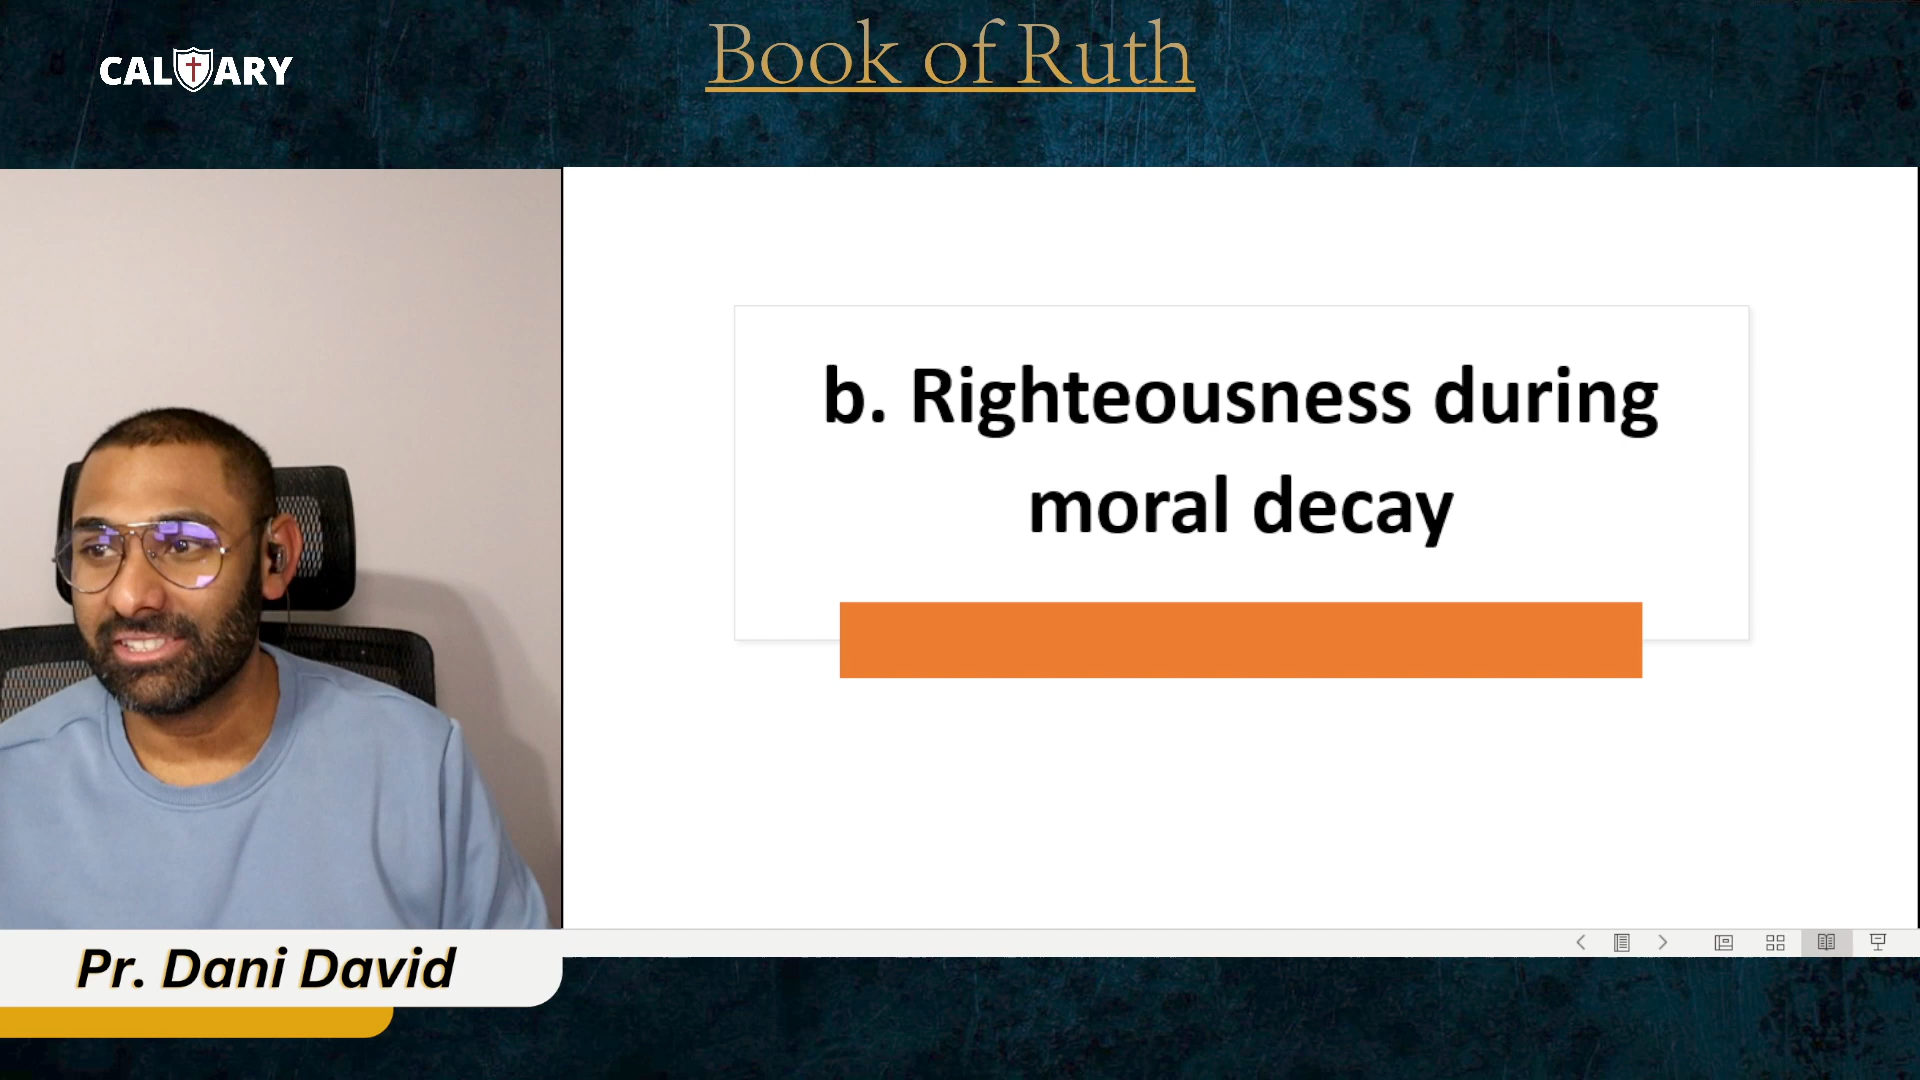 CALVARY
Book of Ruth
b. Righteousness during
moral decay
Pr. Dani David